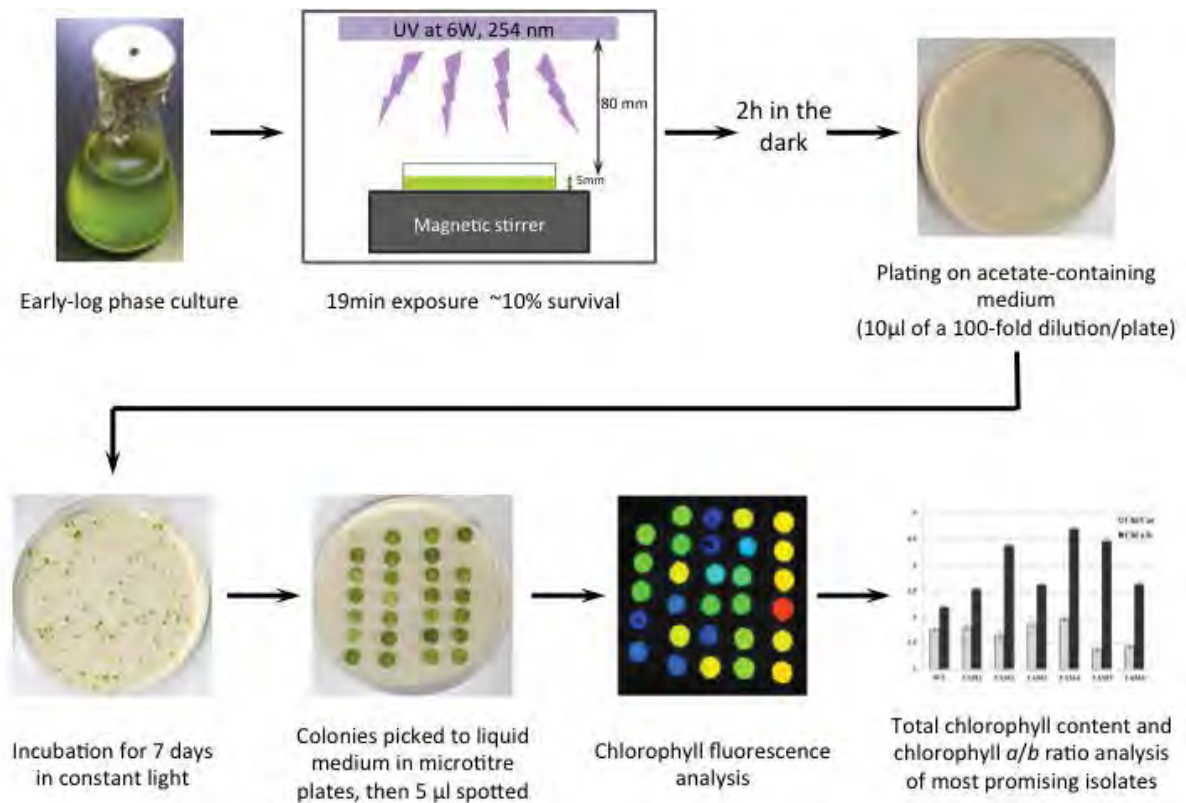 UV at 6W, 254 nm
80 mm
5mm
Magnetic stirrer
2h in the
dark
Early-log phase culture
19min exposure ~10% survival
Plating on acetate-containing
medium
(10µl of a 100-fold dilution/plate)
Incubation for 7 days
in constant light
Colonies picked to liquid
medium in microtitre
plates, then 5 µl spotted
Chlorophyll fluorescence
analysis
Total chlorophyll content and
chlorophyll a/b ratio analysis
of most promising isolates